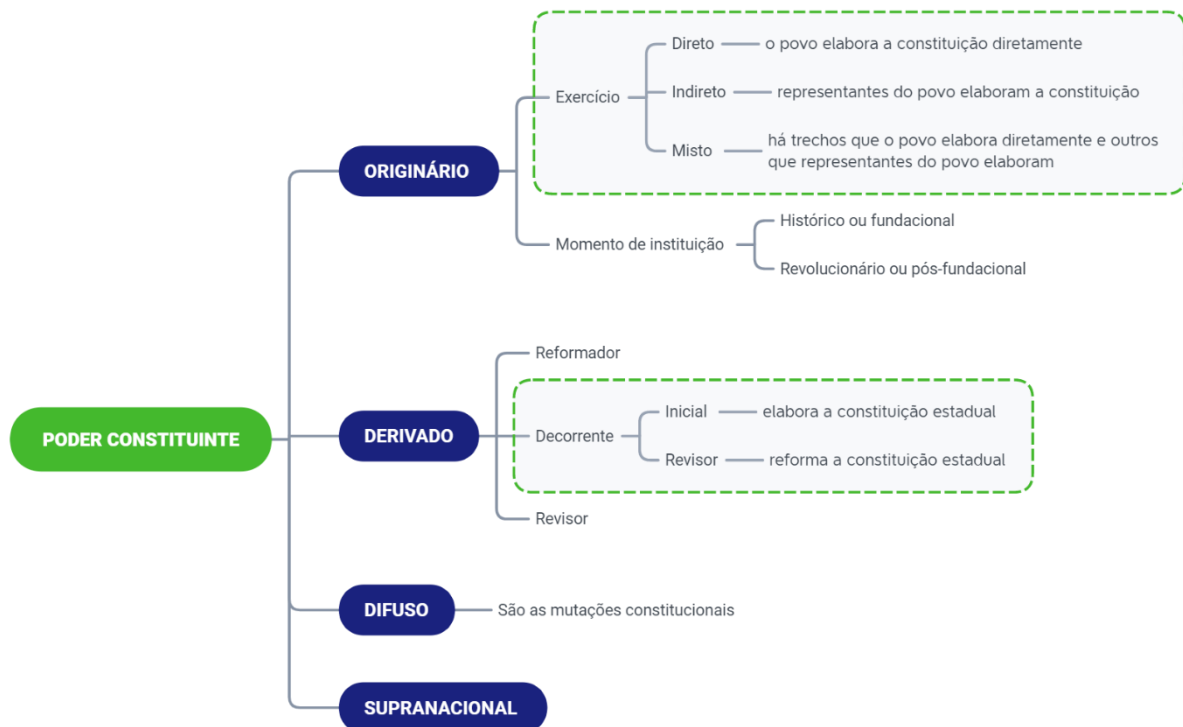 PODER CONSTITUINTE
ORIGINÁRIO
Exercício
Direto
o povo elabora a constituição diretamente
Indireto
representantes do povo elaboram a constituição
Misto
há trechos que o povo elabora diretamente e outros
que representantes do povo elaboram
Momento de instituição
Histórico ou fundacional
Revolucionário ou pós-fundacional
DERIVADO
Reformador
Decorrente
Inicial
elabora a constituição estadual
Revisor
reforma a constituição estadual
Revisor
DIFUSO
São as mutações constitucionais
SUPRANACIONAL